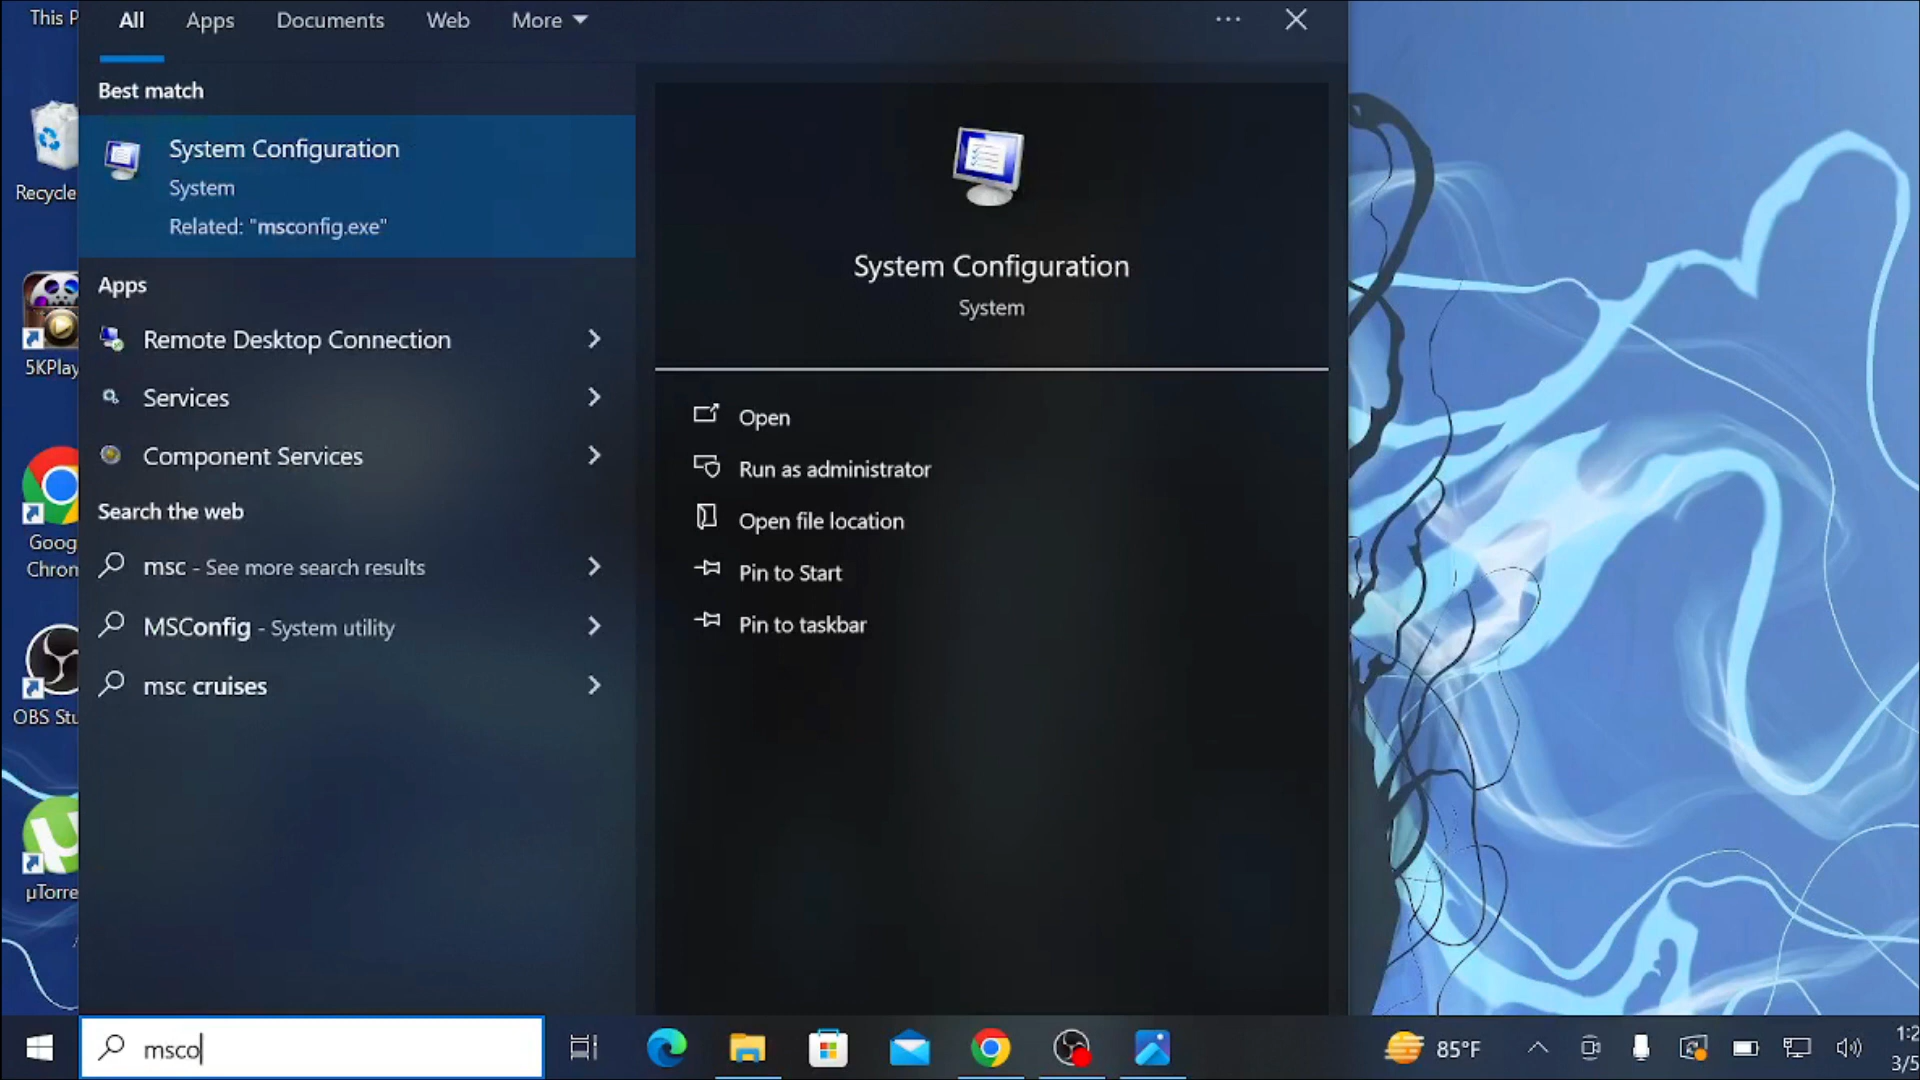 This P
All Apps Documents Web More
Best match
System Configuration
System
Related: "msconfig.exe"
Apps
Remote Desktop Connection
Services
Component Services
Search the web
msc - See more search results
MSConfig - System utility
msc cruises
System Configuration
System
Open
Run as administrator
Open file location
Pin to Start
Pin to taskbar
Recycle
5KPlay
Goog
Chrom
OBS Stu
µTorre
msco
85°F
1:2
3/5